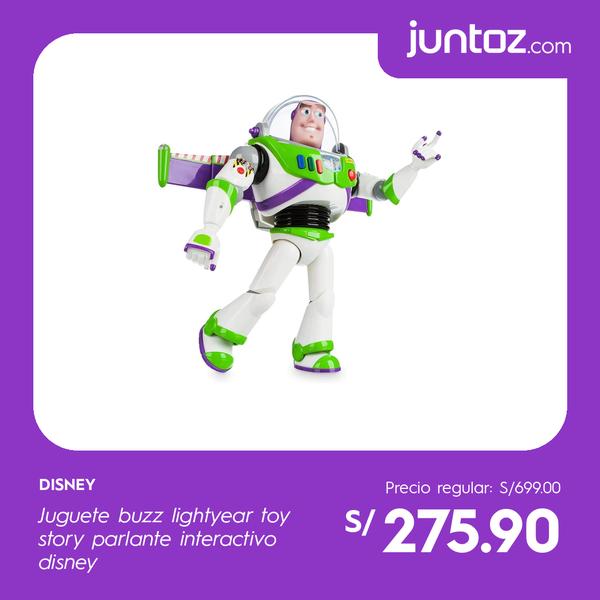 juntoz.com
DISNEY
Juguete buzz lightyear toy
story parlante interactivo
disney
Precio regular: S/699.00
S/275.90